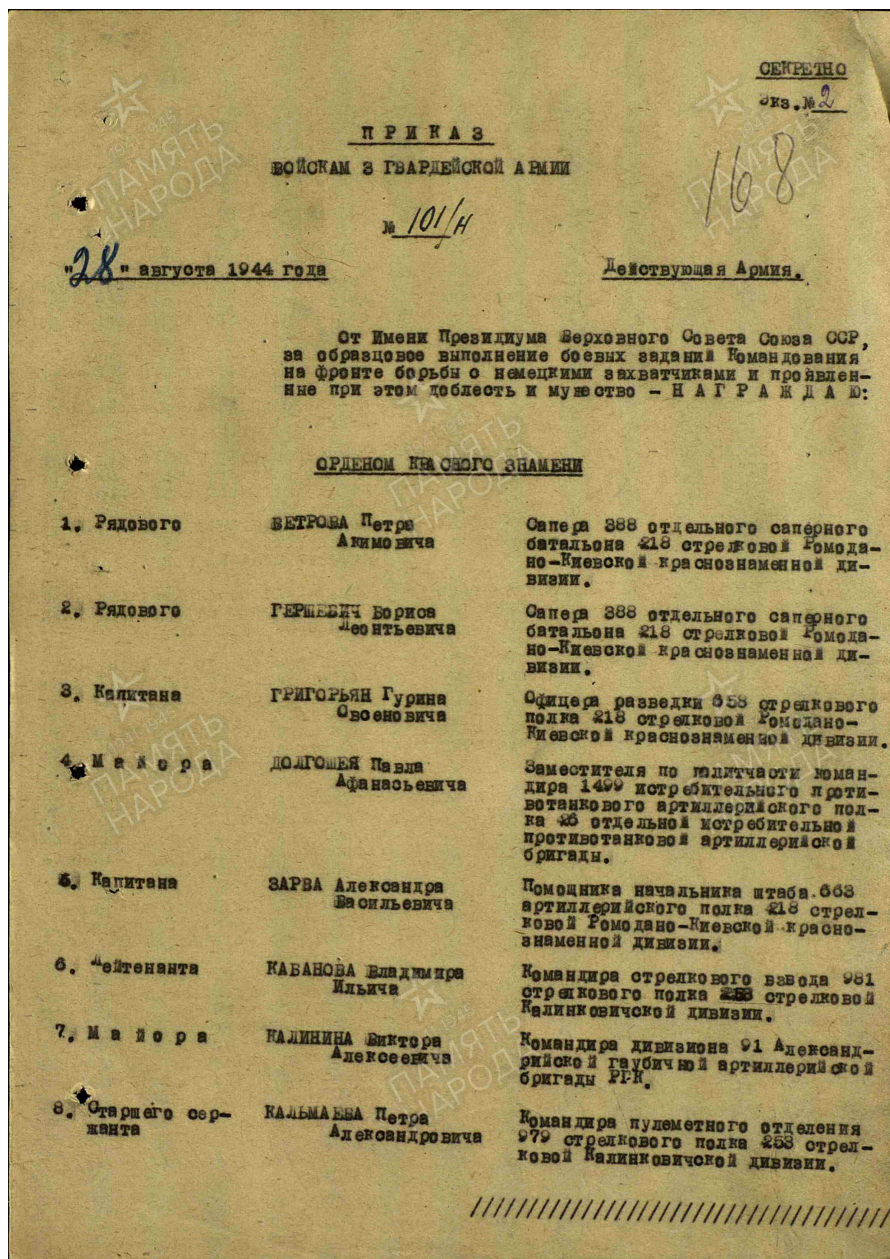 СЕКРЕТНО
Экз.№ 2
ПРИКАЗ
ВОЙСКАМ 3 ГВАРДЕЙСКОЙ АРМИИ
168
№ 101/н
"28" августа 1944 года Действующая Армия.
От Имени Президиума Верховного Совета Союза ССР,
за образцовое выполнение боевых заданий Командования
на фронте борьбы с немецкими захватчиками и проявлен-
ные при этом доблесть и мужество - Н А Г Р А Ж Д А Ю:
ОРДЕНОМ КРАСНОГО ЗНАМЕНИ
1. Рядового ВЕТРОВА Петра Сапера 388 отдельного саперного
Акимовича батальона 218 стрелковой Ромода-
но-Киевской краснознаменной ди-
визии.
2. Рядового ГЕРШЕВИЧ Бориса Сапера 388 отдельного саперного
Леонтьевича батальона 218 стрелковой Ромода-
но-Киевской краснознаменной ди-
визии.
3. Капитана ГРИГОРЬЯН Гурина Офицера разведки 658 стрелкового
Овсеновича полка 218 стрелковой Ромодано-
Киевской краснознаменной дивизии.
4. М а й о р а ДОЛГОШЕЯ Павла Заместителя по политчасти коман-
Афанасьевича дира 1499 истребительного проти-
вотанкового артиллерийского пол-
ка 26 отдельной истребительной
противотанковой артиллерийской
бригады.
5. Капитана ЗАРВА Александра Помощника начальника штаба 663
Васильевича артиллерийского полка 218 стрел-
ковой Ромодано-Киевской красно-
знаменной дивизии.
6. Лейтенанта КАБАНОВА Владимира Командира стрелкового взвода 981
Ильича стрелкового полка 253 стрелковой
Калинковичской дивизии.
7. М а й о р а КАЛИНИНА Виктора Командира дивизиона 91 Александ-
Алексеевича рийской гаубичной артиллерийской
бригады РГК.
8. Старшего сер- КАЛЬМАЕВА Петра Командира пулеметного отделения
жанта Александровича 979 стрелкового полка 253 стрел-
ковой Калинковичской дивизии.
ПАМЯТЬ
НАРОДА